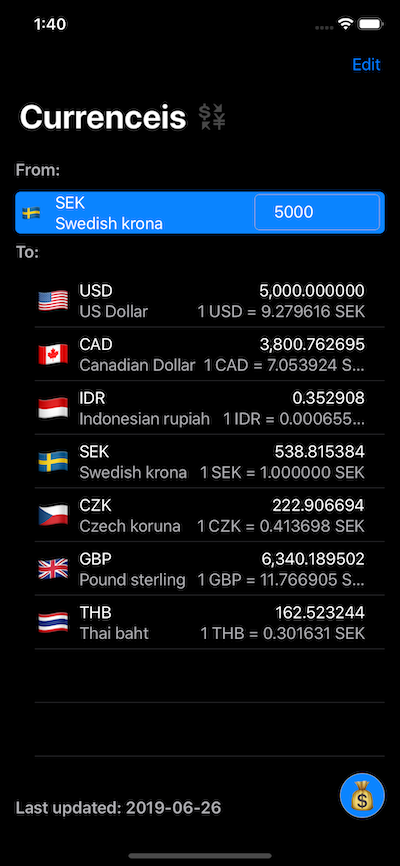 1:40
Edit
Currenceis
From:
SEK
Swedish krona
5000
To:
USD
5,000.000000
US Dollar
1 USD = 9.279616 SEK
CAD
3,800.762695
Canadian Dollar
1 CAD = 7.053924 S...
IDR
0.352908
Indonesian rupiah
1 IDR = 0.000655...
SEK
538.815384
Swedish krona
1 SEK = 1.000000 SEK
CZK
222.906694
Czech koruna
1 CZK = 0.413698 SEK
GBP
6,340.189502
Pound sterling
1 GBP = 11.766905 S...
THB
162.523244
Thai baht
1 THB = 0.301631 SEK
Last updated: 2019-06-26